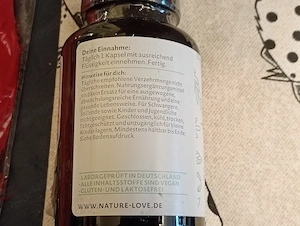 Deine Einnahme:
Täglich 1 Kapsel mit ausreichend
Flüssigkeit einnehmen. Fertig.
Hinweise für dich:
Täglich empfohlene Verzehrmenge nicht
überschreiten. Nahrungsergänzungsmittel
sind kein Ersatz für eine ausgewogene,
abwechslungsreiche Ernährung und eine
gesunde Lebensweise. Für Schwangere,
Stillende sowie Kinder und Jugendliche
nicht geeignet. Geschlossen, kühl, trocken,
lichtgeschützt und unzugänglich für kleine
Kinder lagern. Mindestens haltbar bis Ende:
Siehe Bodenaufdruck.
LABORGEPRÜFT IN DEUTSCHLAND
ALLE INHALTSSTOFFE SIND VEGAN
GLUTEN- UND LAKTOSEFREI
WWW.NATURE-LOVE.DE